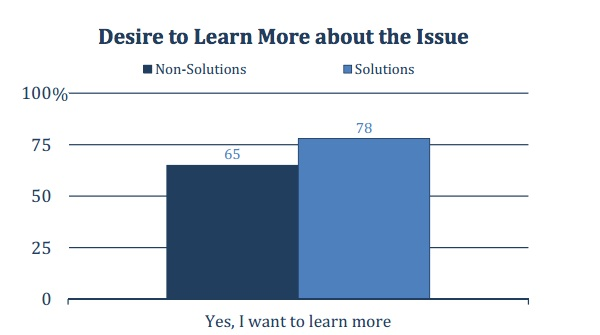 Desire to Learn More about the Issue
Non-Solutions Solutions
100%
78
75
65
50
25
0
Yes, I want to learn more